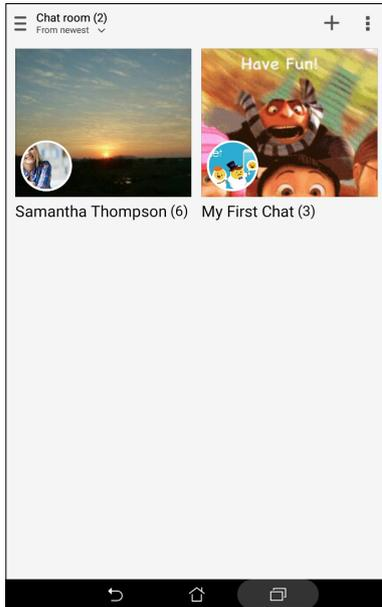 Chat room (2)
From newest
Have Fun!
Samantha Thompson (6)
My First Chat (3)